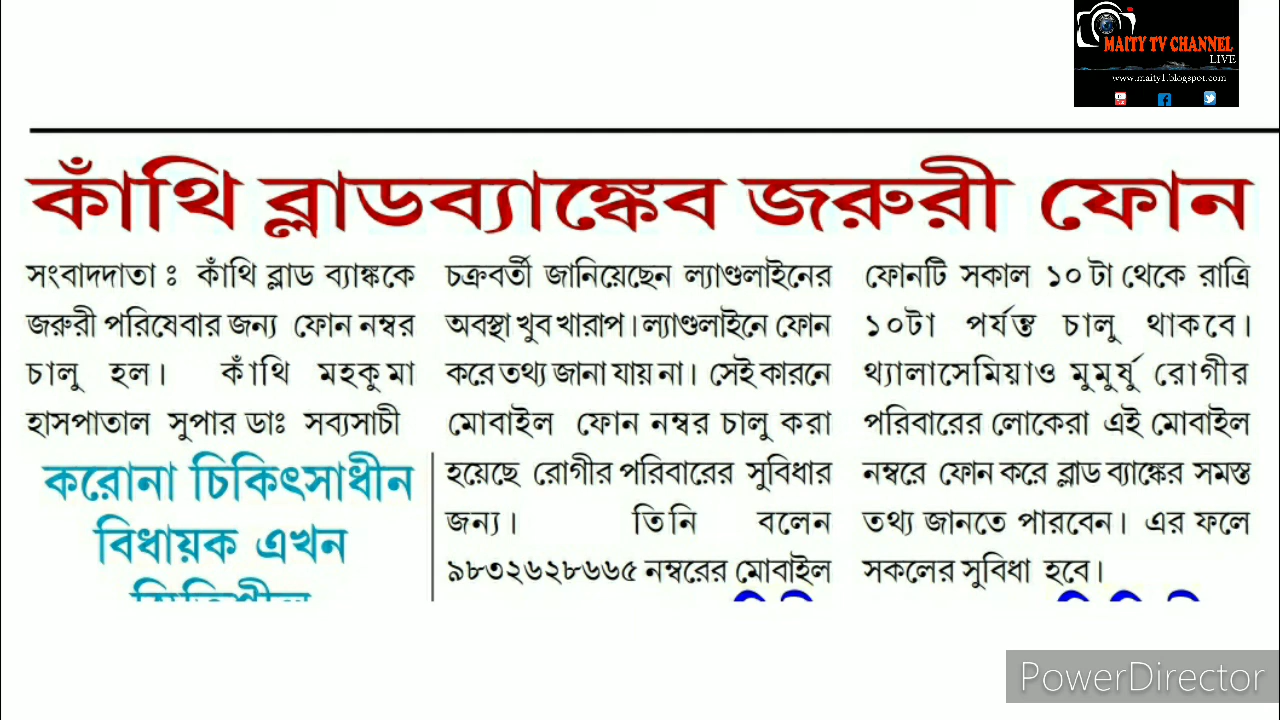 MAITY TV CHANNEL
LIVE
www.maity1.blogspot.com
কাঁথি ব্লাডব্যাঙ্কেব জরুরী ফোন
সংবাদদাতা ঃ কাঁথি ব্লাড ব্যাঙ্ককে
জরুরী পরিষেবার জন্য ফোন নম্বর
চালু হল। কাঁথি মহকুমা
হাসপাতাল সুপার ডাঃ সব্যসাচী
চক্রবর্তী জানিয়েছেন ল্যাণ্ডলাইনের
অবস্থা খুব খারাপ। ল্যাণ্ডলাইনে ফোন
করে তথ্য জানা যায় না। সেই কারনে
মোবাইল ফোন নম্বর চালু করা
হয়েছে রোগীর পরিবারের সুবিধার
জন্য। তিনি বলেন
৯৮৩২৬২৮৬৬৫ নম্বরের মোবাইল
ফোনটি সকাল ১০ টা থেকে রাত্রি
১০টা পর্যন্ত চালু থাকবে।
থ্যালাসেমিয়াও মুমুর্ষু রোগীর
পরিবারের লোকেরা এই মোবাইল
নম্বরে ফোন করে ব্লাড ব্যাঙ্কের সমস্ত
তথ্য জানতে পারবেন। এর ফলে
সকলের সুবিধা হবে।
করোনা চিকিৎসাধীন
বিধায়ক এখন
PowerDirector